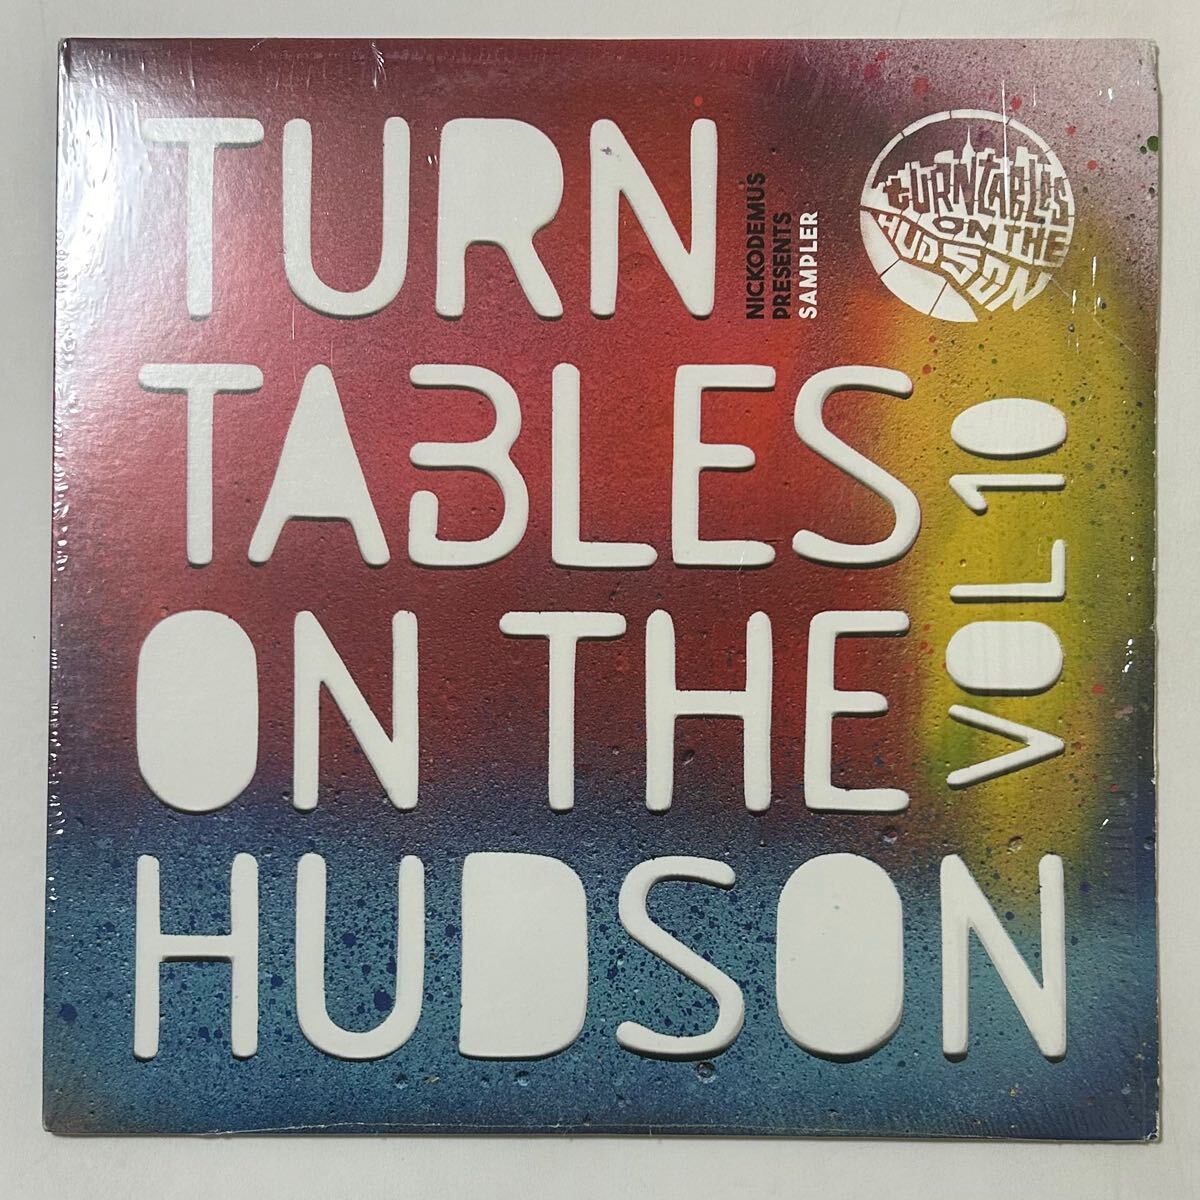 TURN
TABLES
ON THE
HUDSON
VOL 10
NICKODEMUS
PRESENTS
SAMPLER
tURNtABLes
ON THE
HUDSON